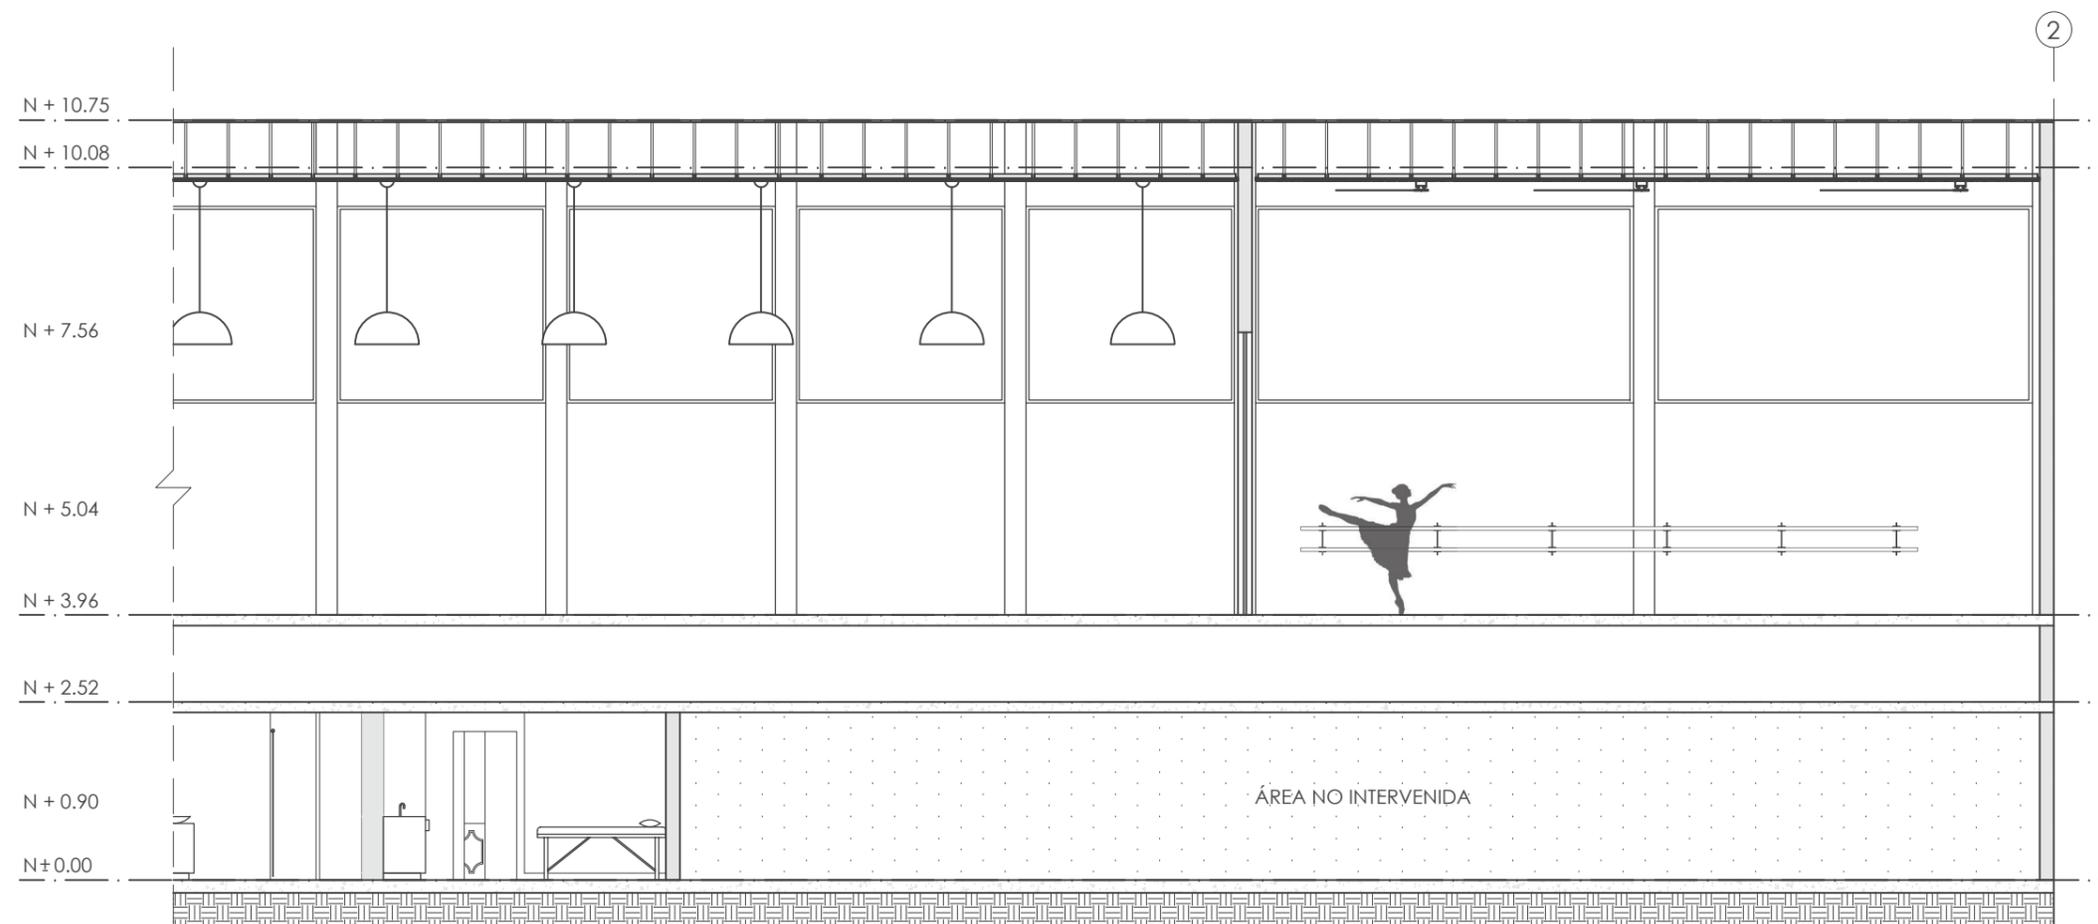 2
N + 10.75
N + 10.08
N + 7.56
N + 5.04
N + 3.96
N + 2.52
ÁREA NO INTERVENIDA
N + 0.90
N±0.00